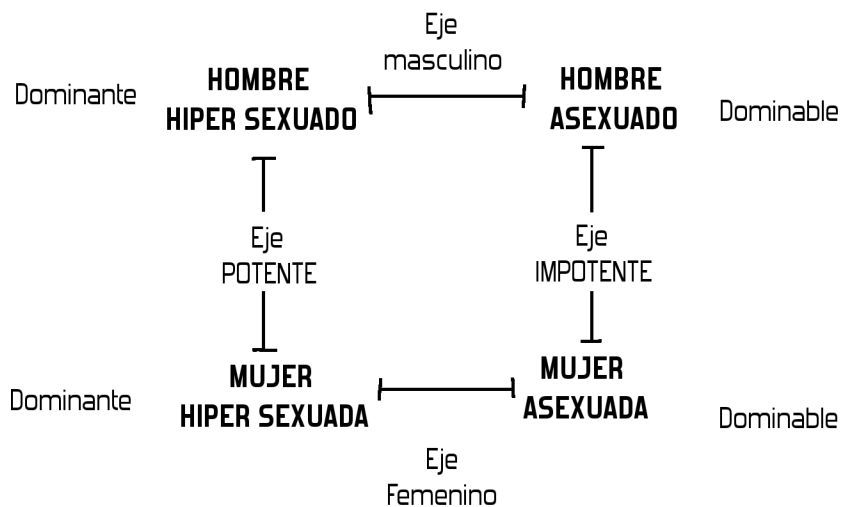 Eje
masculino
Dominante
HOMBRE
HIPER SEXUADO
HOMBRE
ASEXUADO
Dominable
Eje
POTENTE
Eje
IMPOTENTE
Dominante
MUJER
HIPER SEXUADA
MUJER
ASEXUADA
Dominable
Eje
Femenino